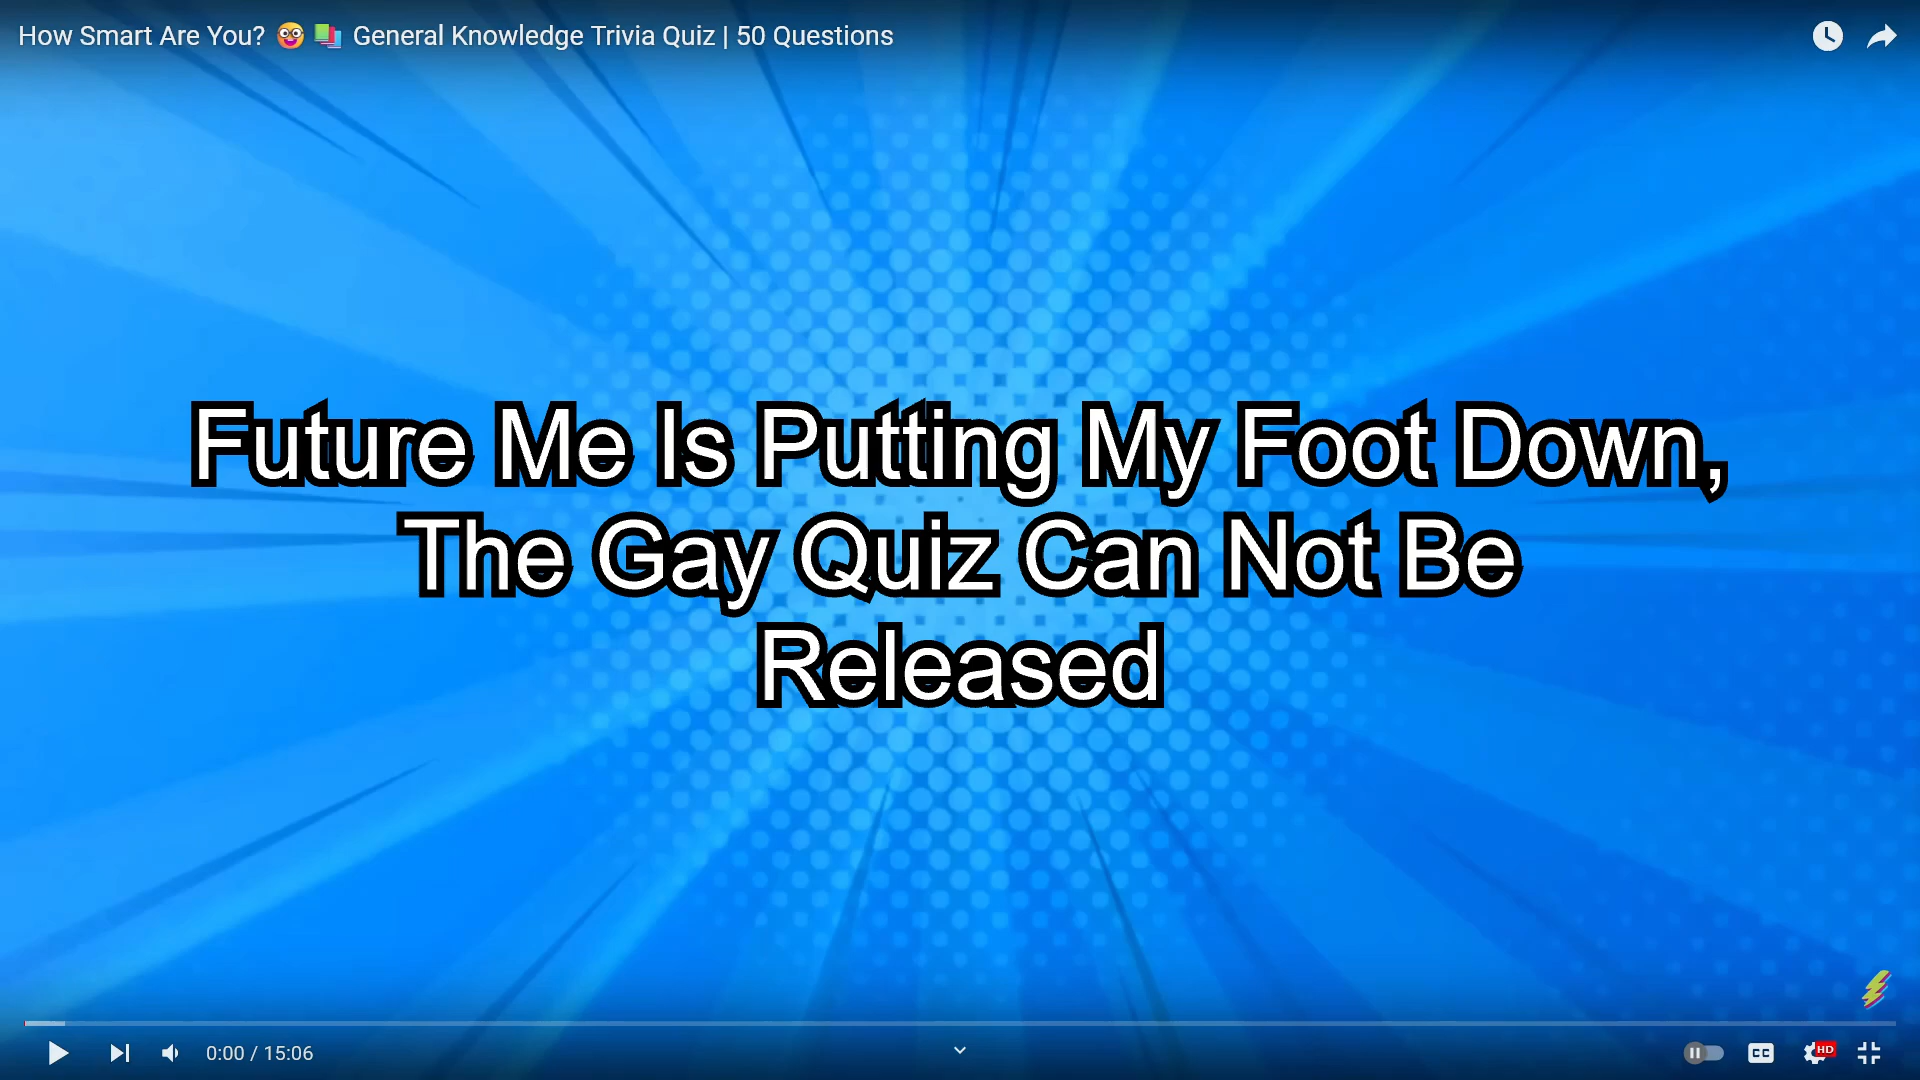 How Smart Are You? 🤓 📚 General Knowledge Trivia Quiz | 50 Questions
Future Me Is Putting My Foot Down,
The Gay Quiz Can Not Be
Released
0:00 / 15:06
CC
HD